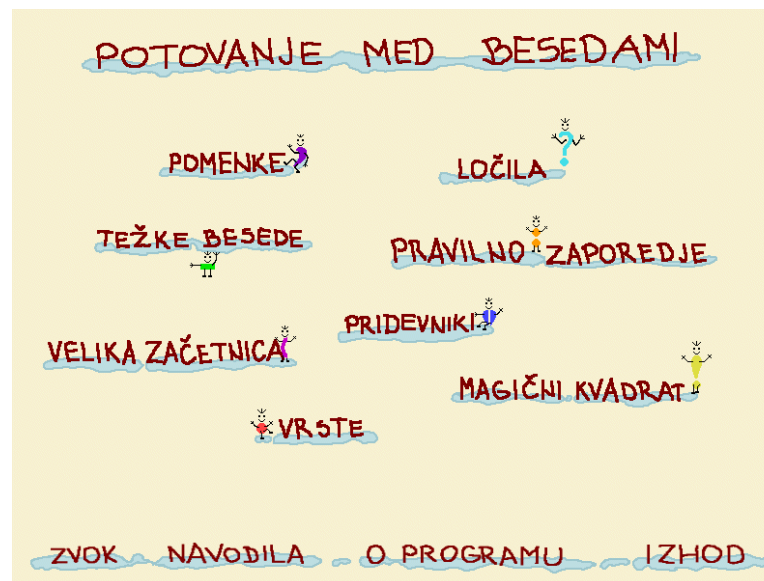 POTOVANJE MED BESEDAMI
POMENKE
LOČILA
TEŽKE BESEDE
PRAVILNO ZAPOREDJE
PRIDEVNIKI
VELIKA ZAČETNICA
MAGIČNI KVADRAT
VRSTE
ZVOK NAVODILA O PROGRAMU IZHOD